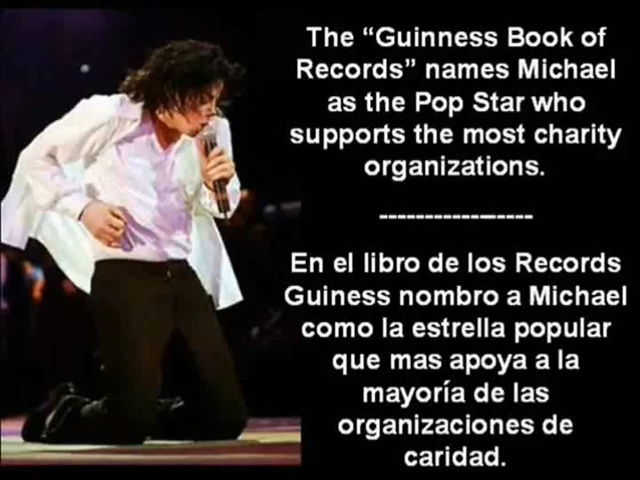 The “Guinness Book of
Records” names Michael
as the Pop Star who
supports the most charity
organizations.
-----------------
En el libro de los Records
Guiness nombro a Michael
como la estrella popular
que mas apoya a la
mayoría de las
organizaciones de
caridad.